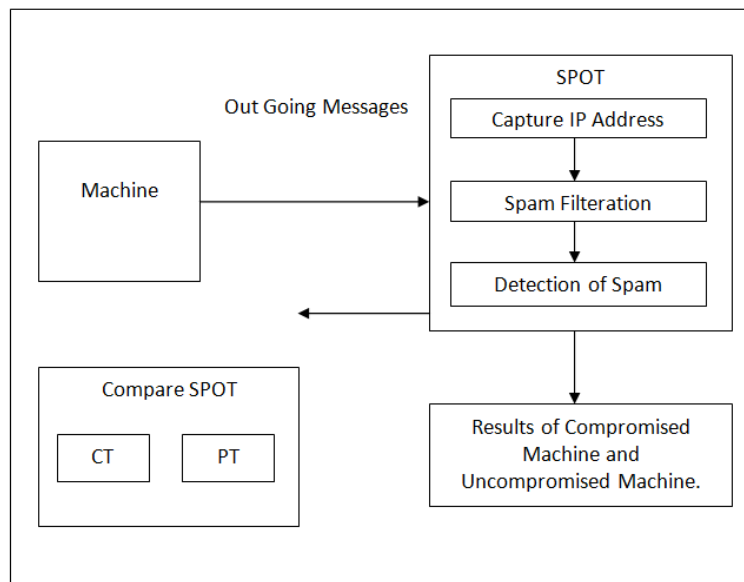 SPOT
Out Going Messages
Capture IP Address
Machine
Spam Filteration
Detection of Spam
Compare SPOT
CT
PT
Results of Compromised
Machine and
Uncompromised Machine.